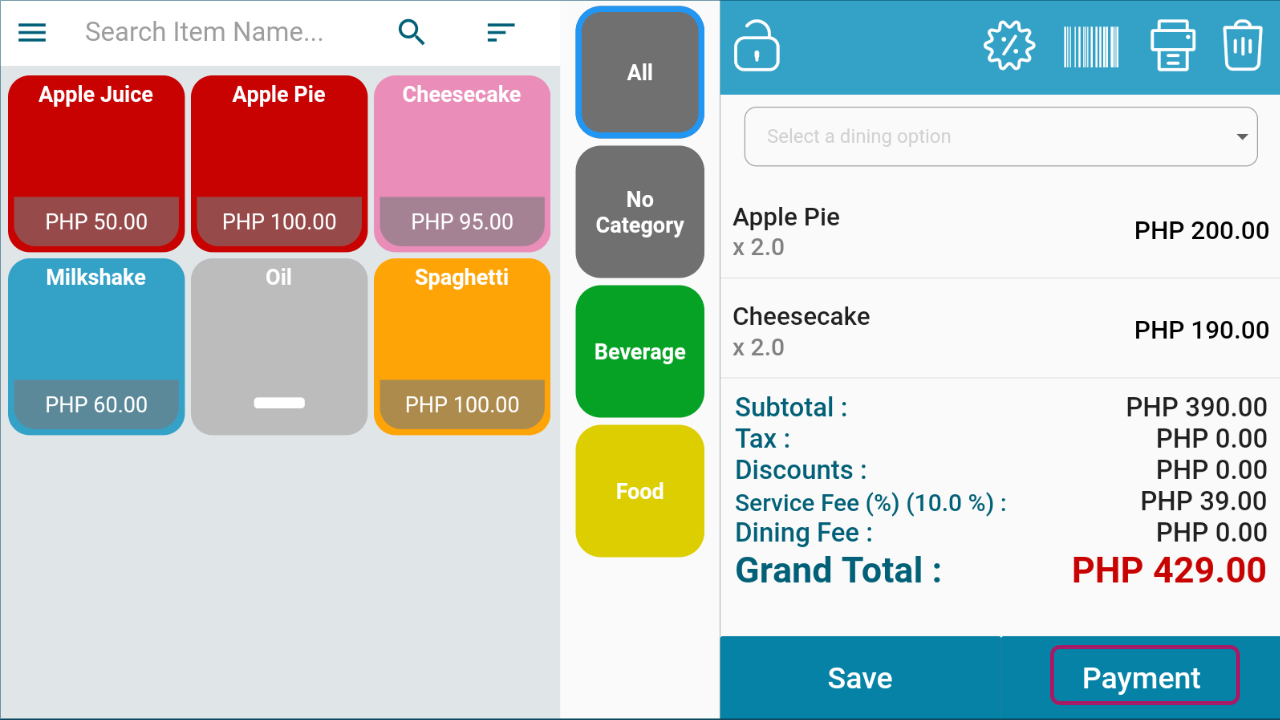 Search Item Name...
Apple Juice
PHP 50.00
Apple Pie
PHP 100.00
Cheesecake
PHP 95.00
Milkshake
PHP 60.00
Oil
Spaghetti
PHP 100.00
All
No
Category
Beverage
Food
Select a dining option
Apple Pie
x 2.0
PHP 200.00
Cheesecake
x 2.0
PHP 190.00
Subtotal : PHP 390.00
Tax : PHP 0.00
Discounts : PHP 0.00
Service Fee (%) (10.0 %) : PHP 39.00
Dining Fee : PHP 0.00
Grand Total : PHP 429.00
Save
Payment